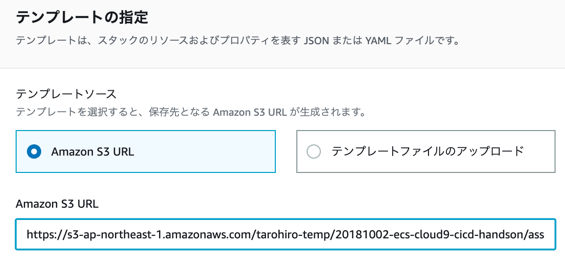 テンプレートの指定
テンプレートは、スタックのリソースおよびプロパティを表す JSON または YAML ファイルです。
テンプレートソース
テンプレートを選択すると、保存先となる Amazon S3 URL が生成されます。
Amazon S3 URL
テンプレートファイルのアップロード
Amazon S3 URL
https://s3-ap-northeast-1.amazonaws.com/tarohiro-temp/20181002-ecs-cloud9-cicd-handson/ass